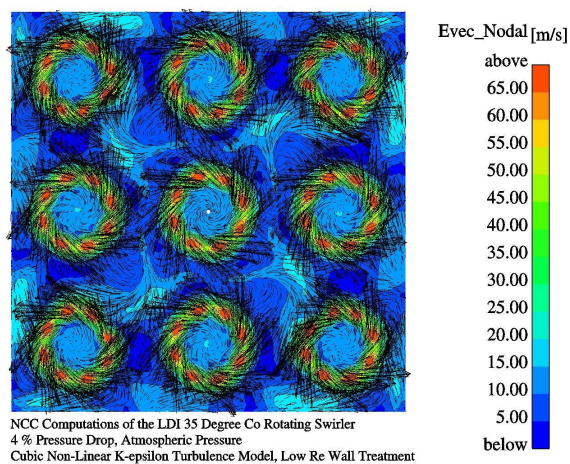 Evec_Nodal [m/s]
above
65.00
60.00
55.00
50.00
45.00
40.00
35.00
30.00
25.00
20.00
15.00
10.00
5.00
below
NCC Computations of the LDI 35 Degree Co Rotating Swirler
4 % Pressure Drop, Atmospheric Pressure
Cubic Non-Linear K-epsilon Turbulence Model, Low Re Wall Treatment